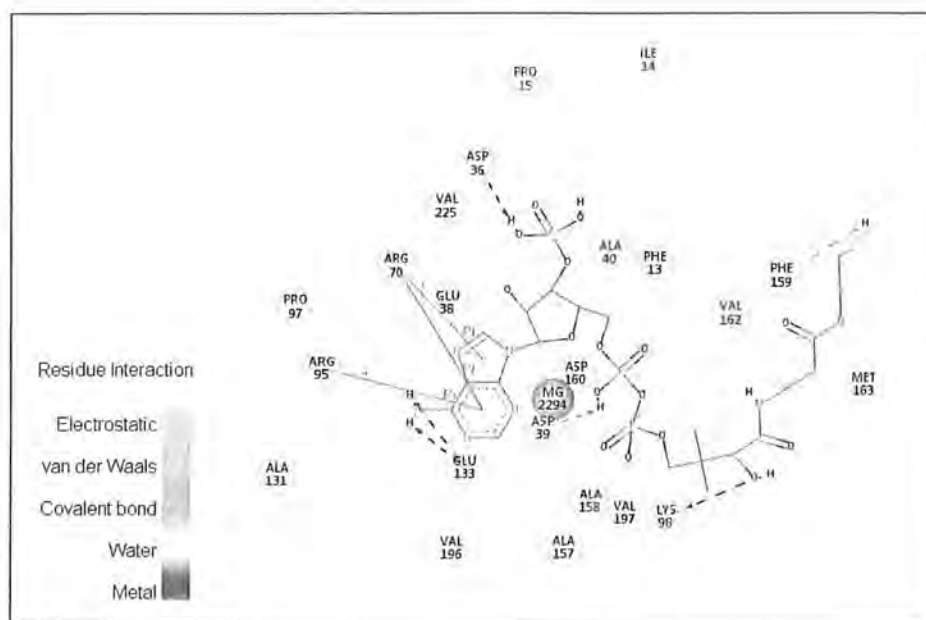 ILE
14
PRO
15
ASP
36
VAL
225
H
H
O
O
O
P
O
ALA
40
PHE
13
H
PHE
159
ARG
70
GLU
38
PRO
97
VAL
162
O
O
O
N
ASP
160
MG
2294
ASP
39
H
ARG
95
MET
163
Residue Interaction
Electrostatic
van der Waals
Covalent bond
Water
Metal
H
H
GLU
133
ALA
131
H
O
O
O
O
O
O
H
ALA
158
VAL
197
LYS
98
VAL
196
ALA
157